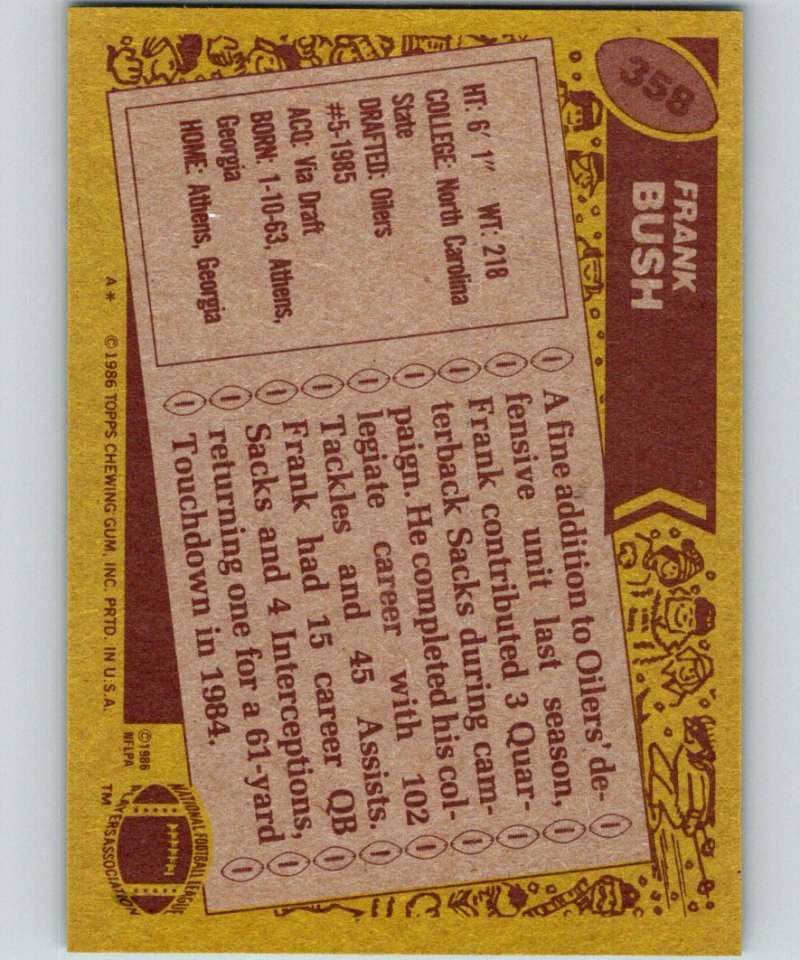 358
FRANK
BUSH
HT: 6' 1" WT: 218
COLLEGE: North Carolina
State
DRAFTED: Oilers
#5-1985
ACQ: Via Draft
BORN: 1-10-63, Athens,
Georgia
HOME: Athens, Georgia
A fine addition to Oilers' de-
fensive unit last season,
Frank contributed 3 Quar-
terback Sacks during cam-
paign. He completed his col-
legiate career with 102
Tackles and 45 Assists.
Frank had 15 career QB
Sacks and 4 Interceptions,
returning one for a 61-yard
Touchdown in 1984.
A* ©1986 TOPPS CHEWING GUM, INC. PRTD. IN U.S.A.
©1986
NFLPA
NATIONAL FOOTBALL LEAGUE
PLAYERS ASSOCIATION
TM